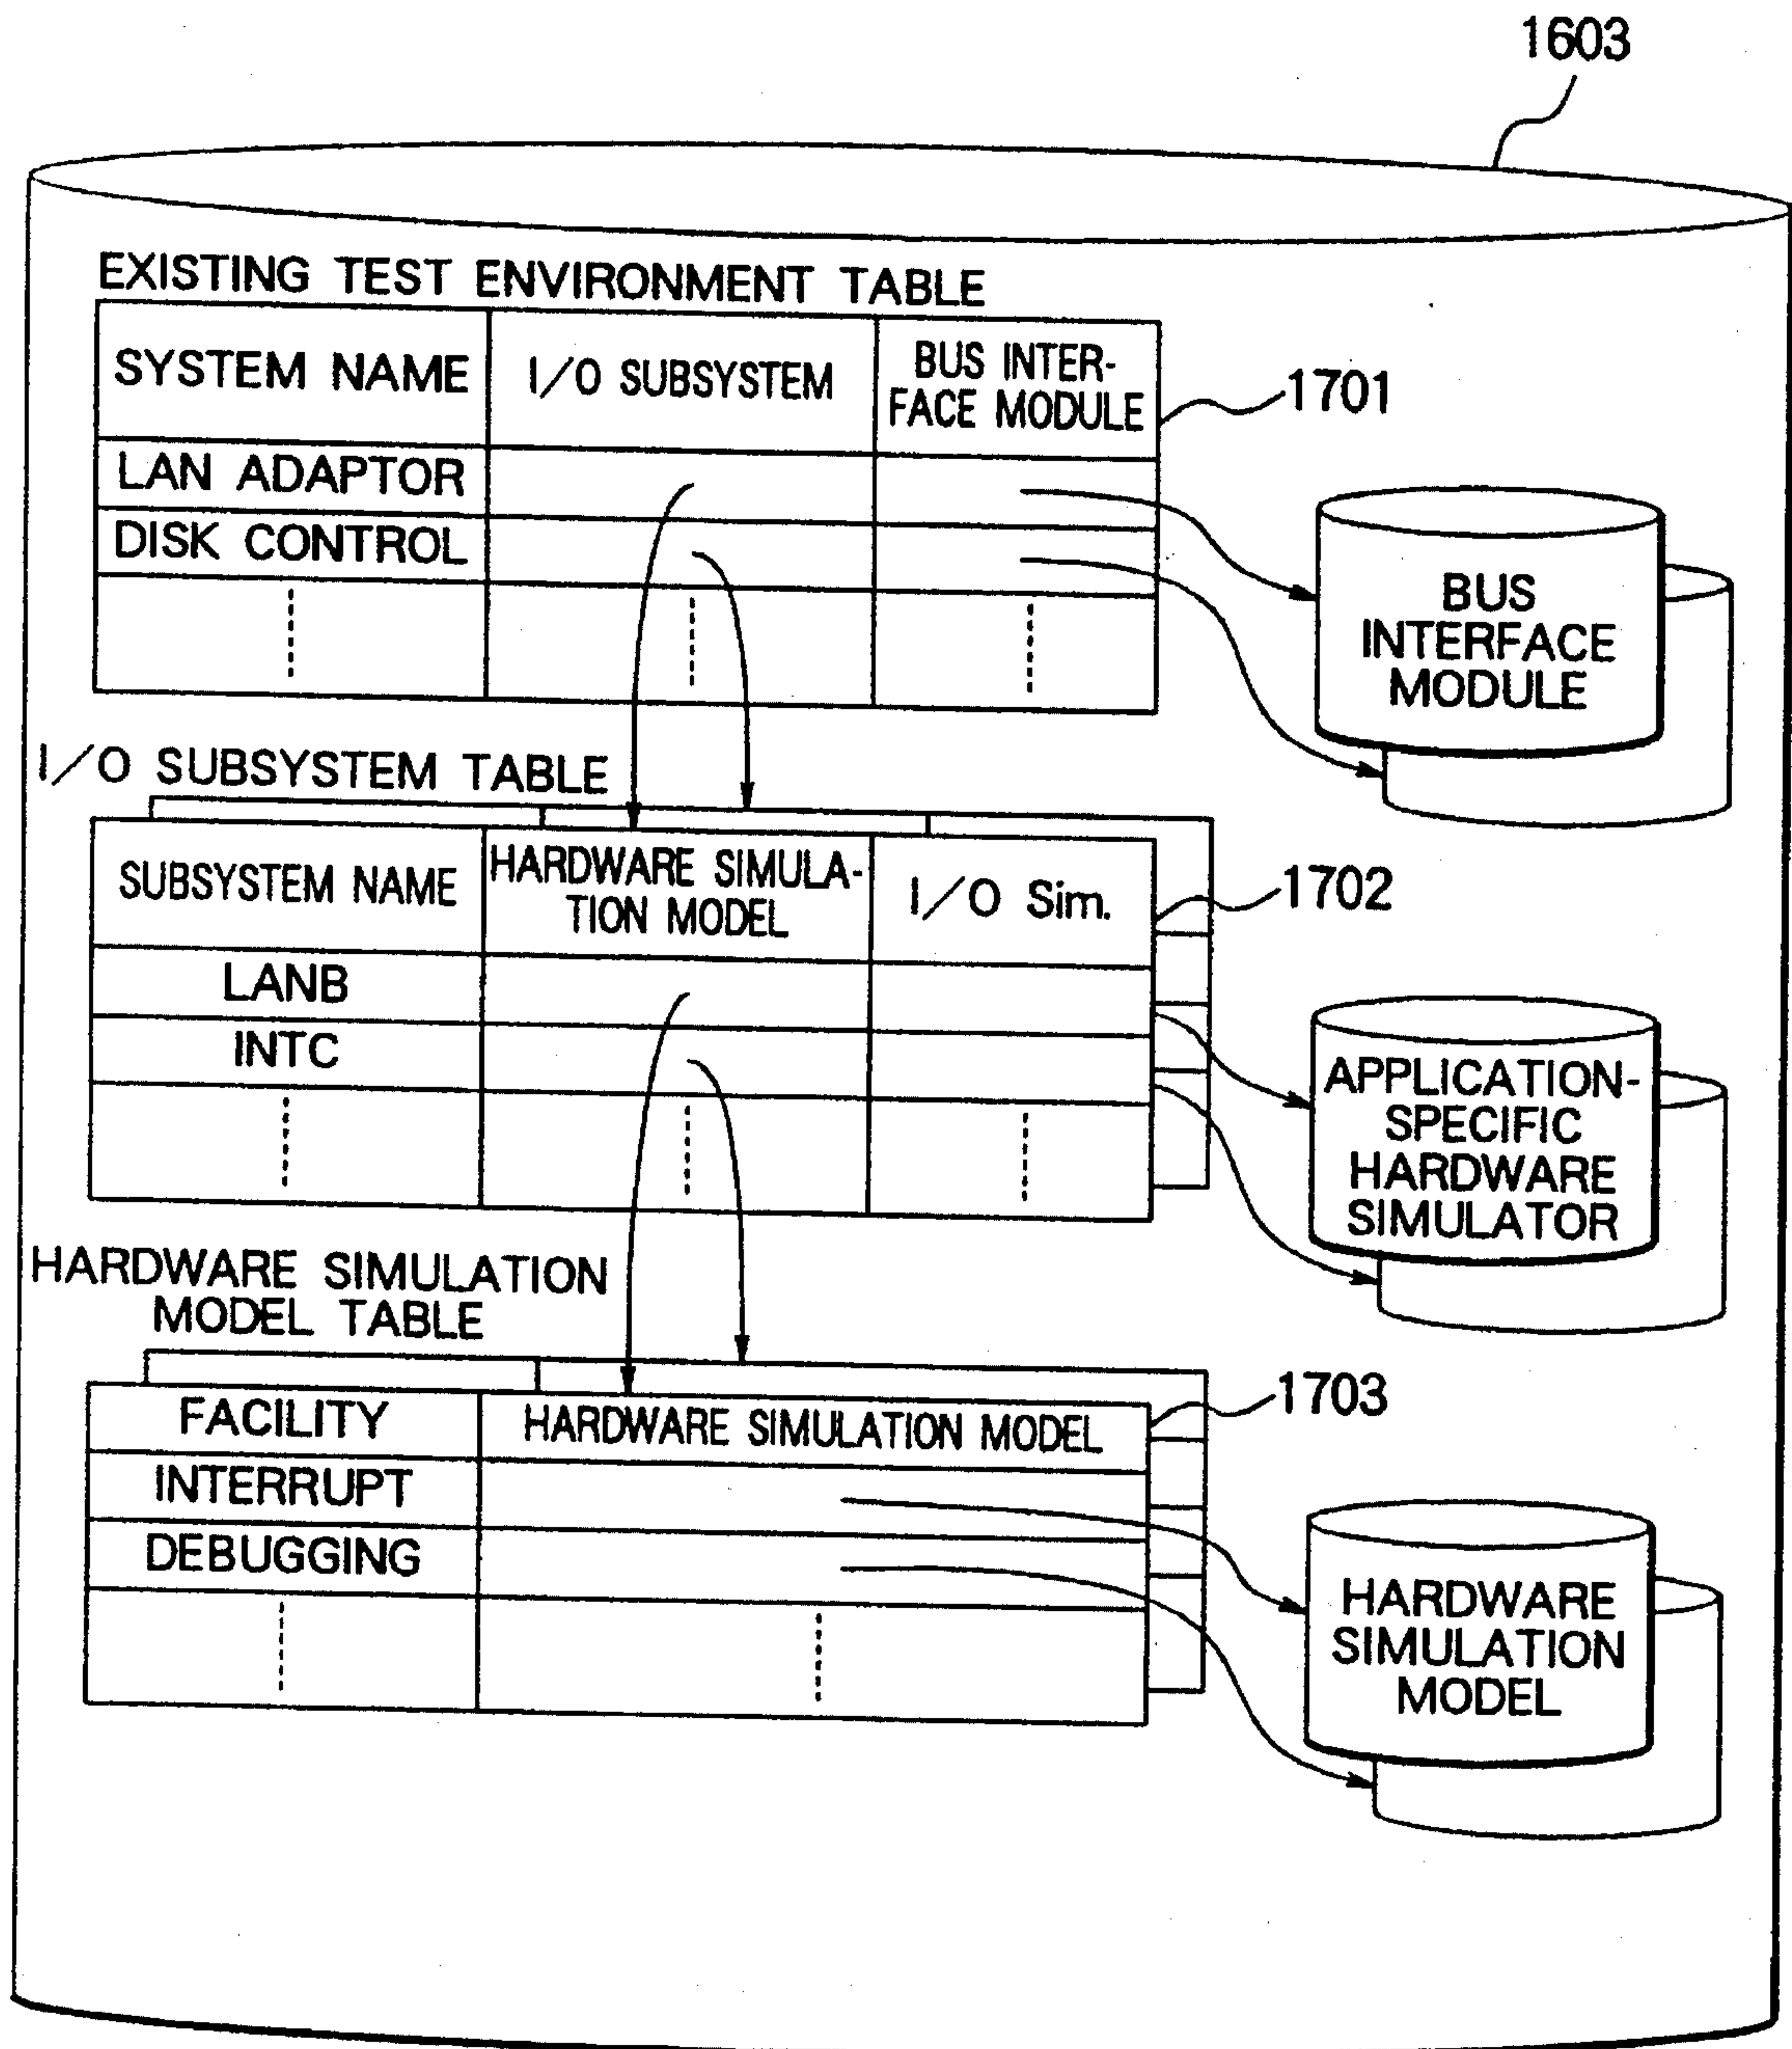 1603
EXISTING TEST ENVIRONMENT TABLE
SYSTEM NAME
I/O SUBSYSTEM
BUS INTER-
FACE MODULE
1701
LAN ADAPTOR
DISK CONTROL
BUS
INTERFACE
MODULE
I/O SUBSYSTEM TABLE
SUBSYSTEM NAME
HARDWARE SIMULA-
TION MODEL
I/O Sim.
1702
LANB
INTC
APPLICATION-
SPECIFIC
HARDWARE
SIMULATOR
HARDWARE SIMULATION
MODEL TABLE
1703
FACILITY
HARDWARE SIMULATION MODEL
INTERRUPT
DEBUGGING
HARDWARE
SIMULATION
MODEL